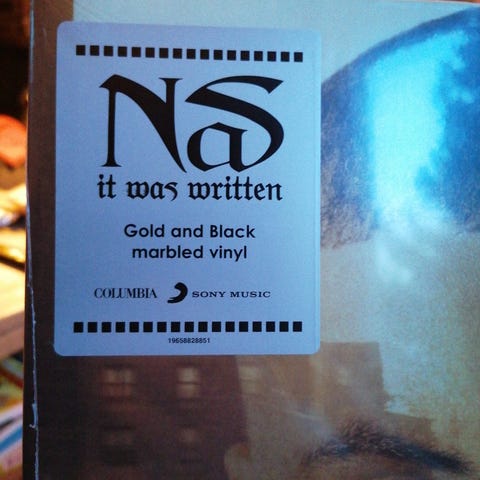 NaS
it was written
Gold and Black
marbled vinyl
COLUMBIA SONY MUSIC
19658828851